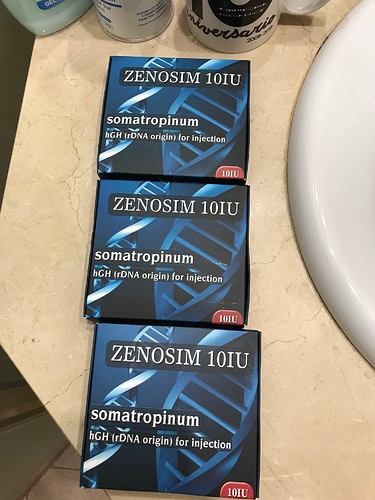 niversario
ZENOSIM 10IU
somatropinum
hGH (rDNA origin) for injection
10IU
ZENOSIM 10IU
somatropinum
hGH (rDNA origin) for injection
10IU
ZENOSIM 10IU
somatropinum
hGH (rDNA origin) for injection
10IU